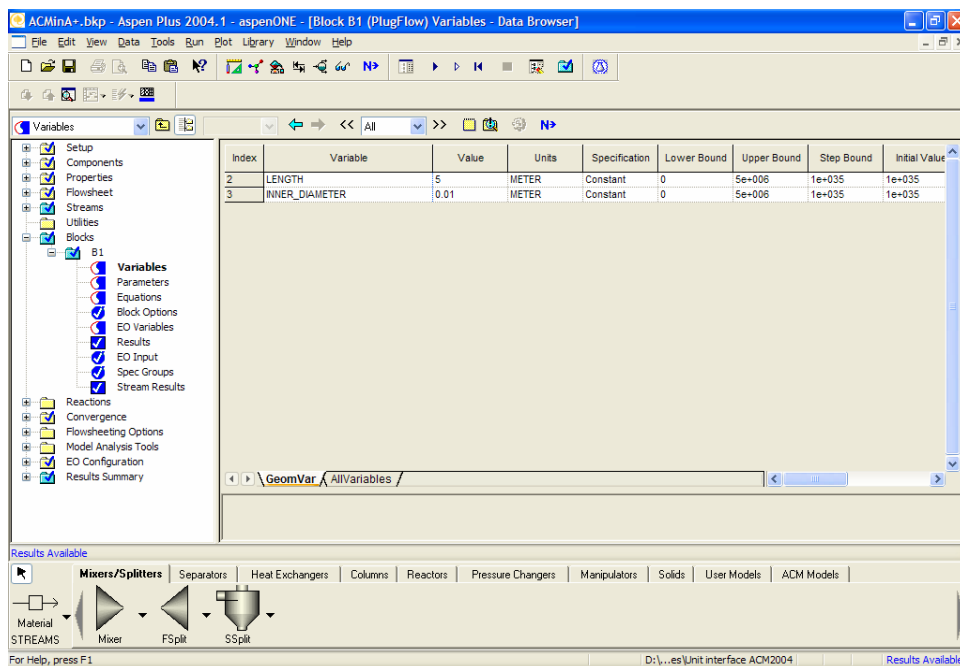 ACMinA+.bkp - Aspen Plus 2004.1 - aspenONE - [Block B1 (PlugFlow) Variables - Data Browser]
File Edit View Data Tools Run Plot Library Window Help
N>
Variables All << >> N>
Setup
Components
Properties
Flowsheet
Streams
Utilities
Blocks
B1
Variables
Parameters
Equations
Block Options
EO Variables
Results
EO Input
Spec Groups
Stream Results
Reactions
Convergence
Flowsheeting Options
Model Analysis Tools
EO Configuration
Results Summary
Index Variable Value Units Specification Lower Bound Upper Bound Step Bound Initial Value
2 LENGTH 5 METER Constant 0 5e+006 1e+035 1e+035
3 INNER_DIAMETER 0.01 METER Constant 0 5e+006 1e+035 1e+035
GeomVar AllVariables
Results Available
Mixers/Splitters Separators Heat Exchangers Columns Reactors Pressure Changers Manipulators Solids User Models ACM Models
Material
STREAMS Mixer FSplit SSplit
For Help, press F1 D:\...es\Unit interface ACM2004 Results Available